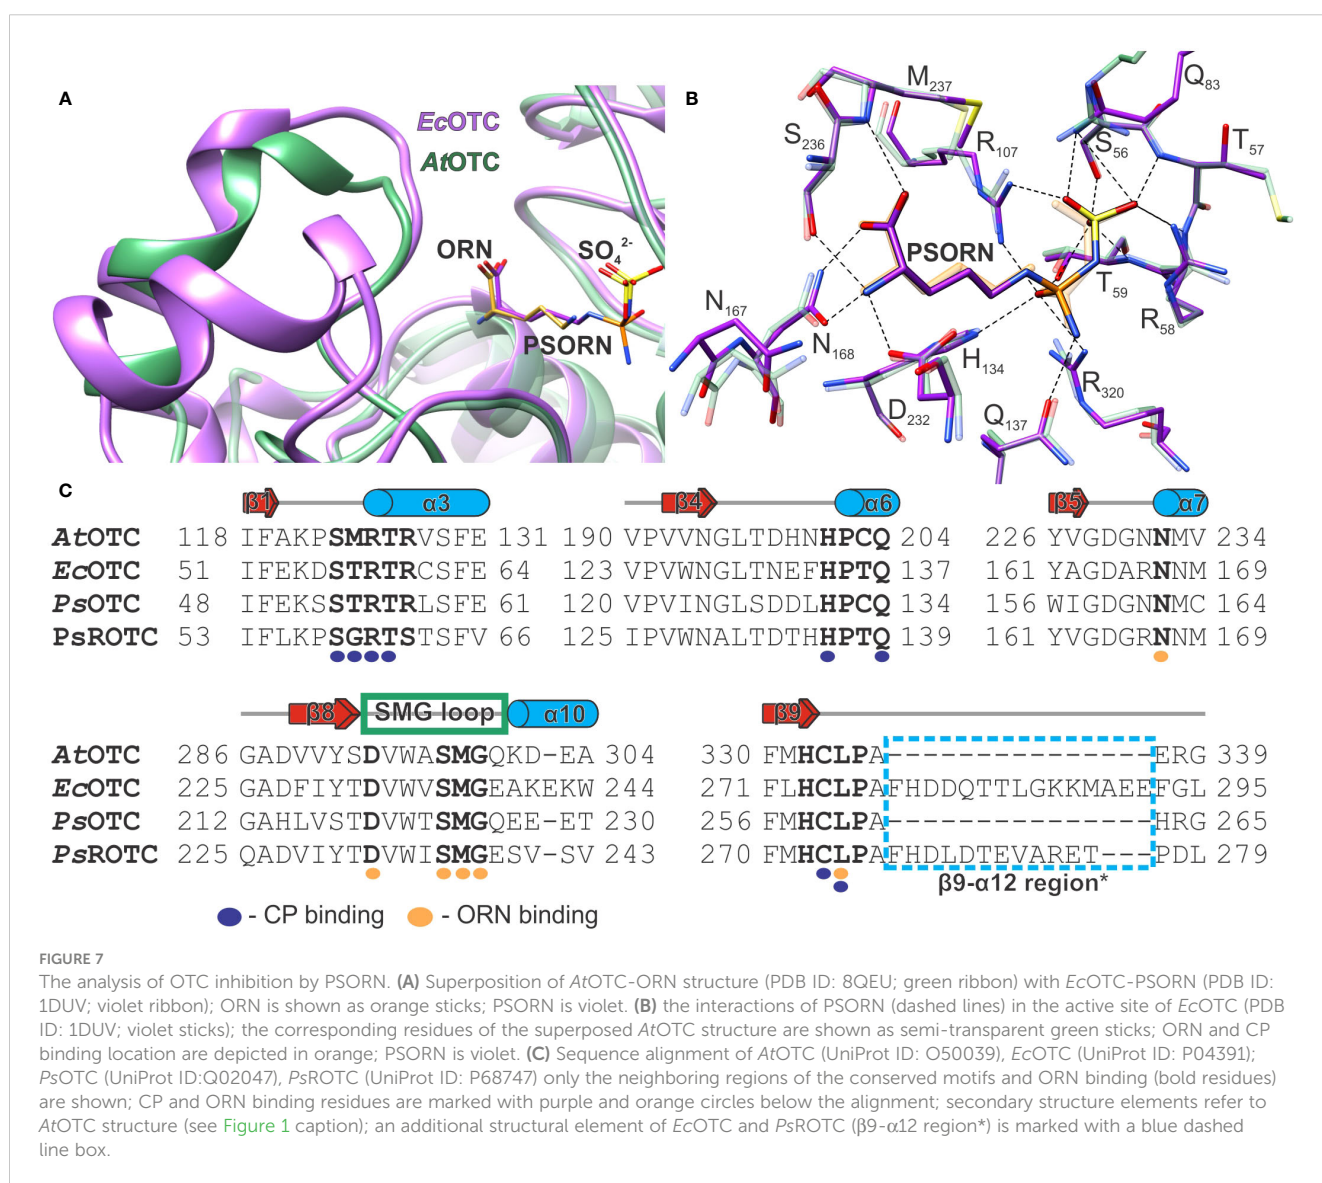 A
EcOTC
AtOTC
ORN
SO₄²⁻
PSORN
B
M₂₃₇
Q₈₃
S₂₃₆
R₁₀₇
S₅₆
T₅₇
PSORN
T₅₉
N₁₆₇
R₅₈
N₁₆₈
H₁₃₄
R₃₂₀
D₂₃₂
Q₁₃₇
C
β1 α3 β4 α6 β5 α7
AtOTC 118 IFAKPSMRTRVSFE 131 190 VPVVNGLTDHNHPCQ 204 226 YVGDGNNMV 234
EcOTC 51 IFEKDSTRTRCSFE 64 123 VPVWNGLTNEFHPTQ 137 161 YAGDARNNM 169
PsOTC 48 IFEKSSTRTRLSFE 61 120 VPVINGLSDDLHPCQ 134 156 WIGDGNNMC 164
PsROTC 53 IFLKPSGRTSTSFV 66 125 IPVWNALTDTHHPTQ 139 161 YVGDGRNNM 169
β8 SMG loop α10 β9
AtOTC 286 GADVVYSDVWASMGQKD-EA 304 330 FMHCLPA----------------ERG 339
EcOTC 225 GADFIYTDVWVSMGEAKEKW 244 271 FLHCLPAFHDDQTTLGKKMAEEFGL 295
PsOTC 212 GAHLVSTDVWTSMGQEE-ET 230 256 FMHCLPA----------------HRG 265
PsROTC 225 QADVIYTDVWISMGESV-SV 243 270 FMHCLPAFHDLDTEVARET---PDL 279
β9-α12 region*
- CP binding - ORN binding
FIGURE 7
The analysis of OTC inhibition by PSORN. (A) Superposition of AtOTC-ORN structure (PDB ID: 8QEU; green ribbon) with EcOTC-PSORN (PDB ID:
1DUV; violet ribbon); ORN is shown as orange sticks; PSORN is violet. (B) the interactions of PSORN (dashed lines) in the active site of EcOTC (PDB
ID: 1DUV; violet sticks); the corresponding residues of the superposed AtOTC structure are shown as semi-transparent green sticks; ORN and CP
binding location are depicted in orange; PSORN is violet. (C) Sequence alignment of AtOTC (UniProt ID: O50039), EcOTC (UniProt ID: P04391);
PsOTC (UniProt ID:Q02047), PsROTC (UniProt ID: P68747) only the neighboring regions of the conserved motifs and ORN binding (bold residues)
are shown; CP and ORN binding residues are marked with purple and orange circles below the alignment; secondary structure elements refer to
AtOTC structure (see Figure 1 caption); an additional structural element of EcOTC and PsROTC (β9-α12 region*) is marked with a blue dashed
line box.